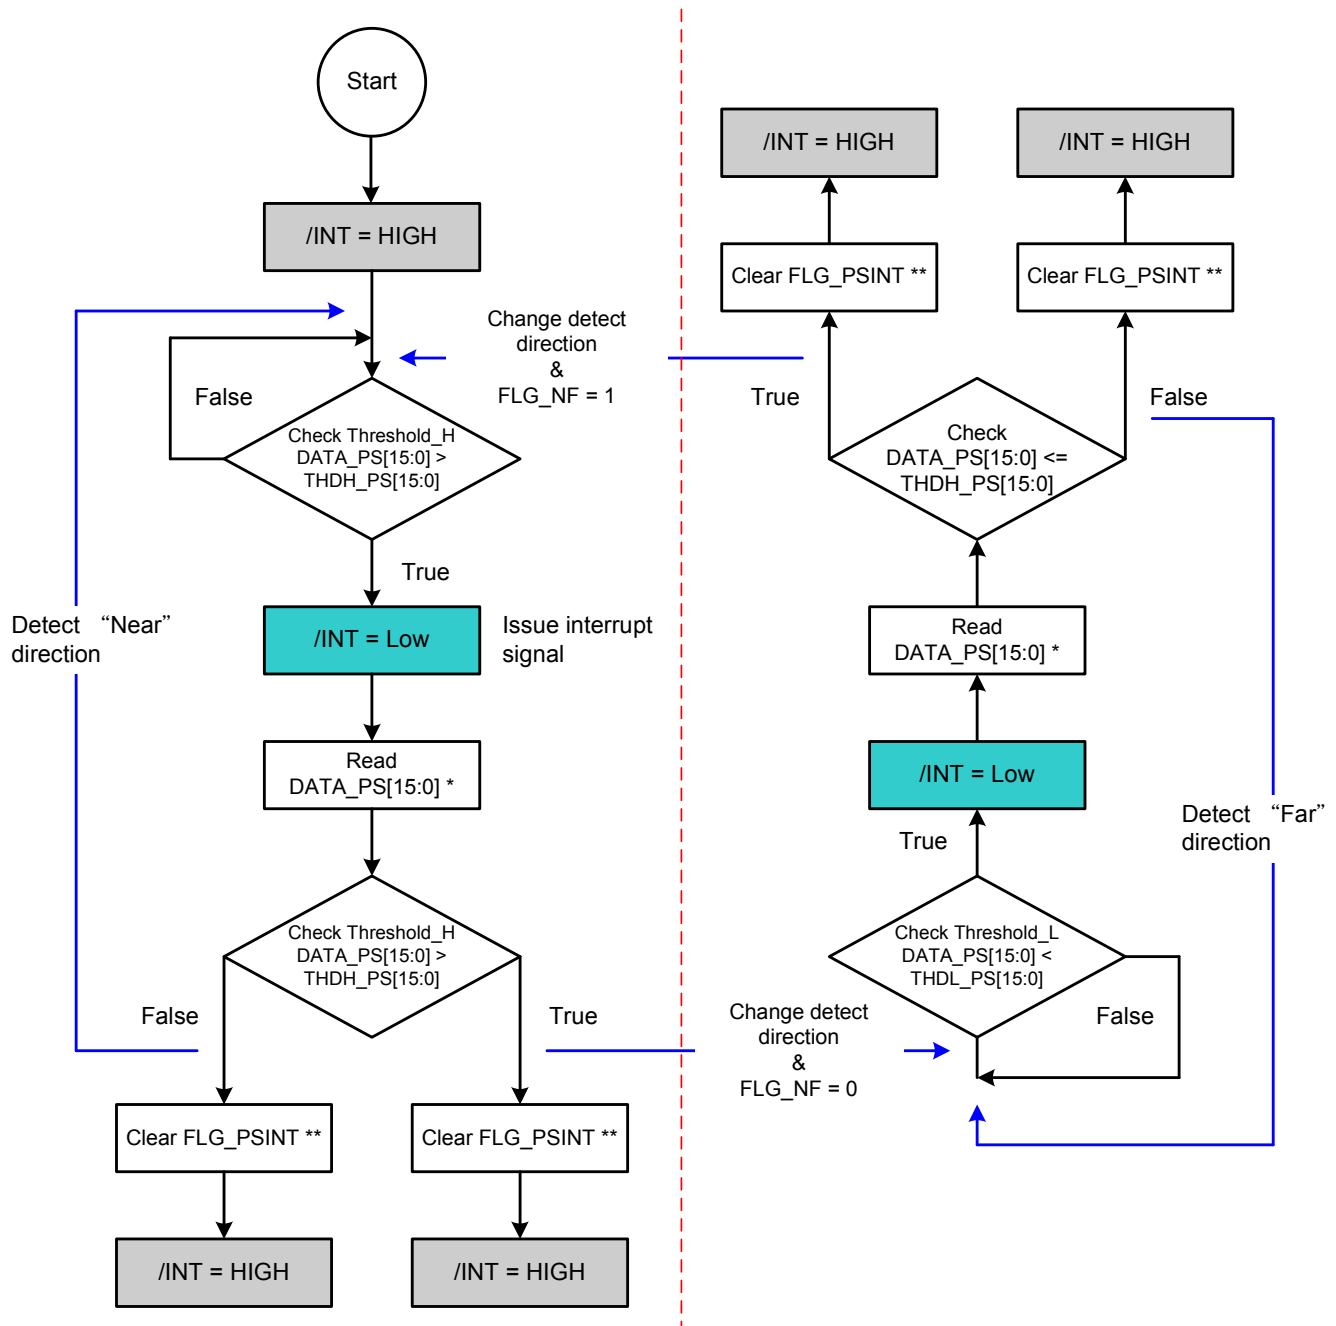 Start
/INT = HIGH
Change detect
direction
&
FLG_NF = 1
False
Check Threshold_H
DATA_PS[15:0] >
THDH_PS[15:0]
True
Detect “Near”
direction
/INT = Low
Issue interrupt
signal
Read
DATA_PS[15:0] *
Check Threshold_H
DATA_PS[15:0] >
THDH_PS[15:0]
False
True
Clear FLG_PSINT **
Clear FLG_PSINT **
/INT = HIGH
/INT = HIGH
/INT = HIGH
/INT = HIGH
Clear FLG_PSINT **
Clear FLG_PSINT **
True
False
Check
DATA_PS[15:0] <=
THDH_PS[15:0]
Read
DATA_PS[15:0] *
/INT = Low
Detect “Far”
direction
True
Check Threshold_L
DATA_PS[15:0] <
THDL_PS[15:0]
False
Change detect
direction
&
FLG_NF = 0